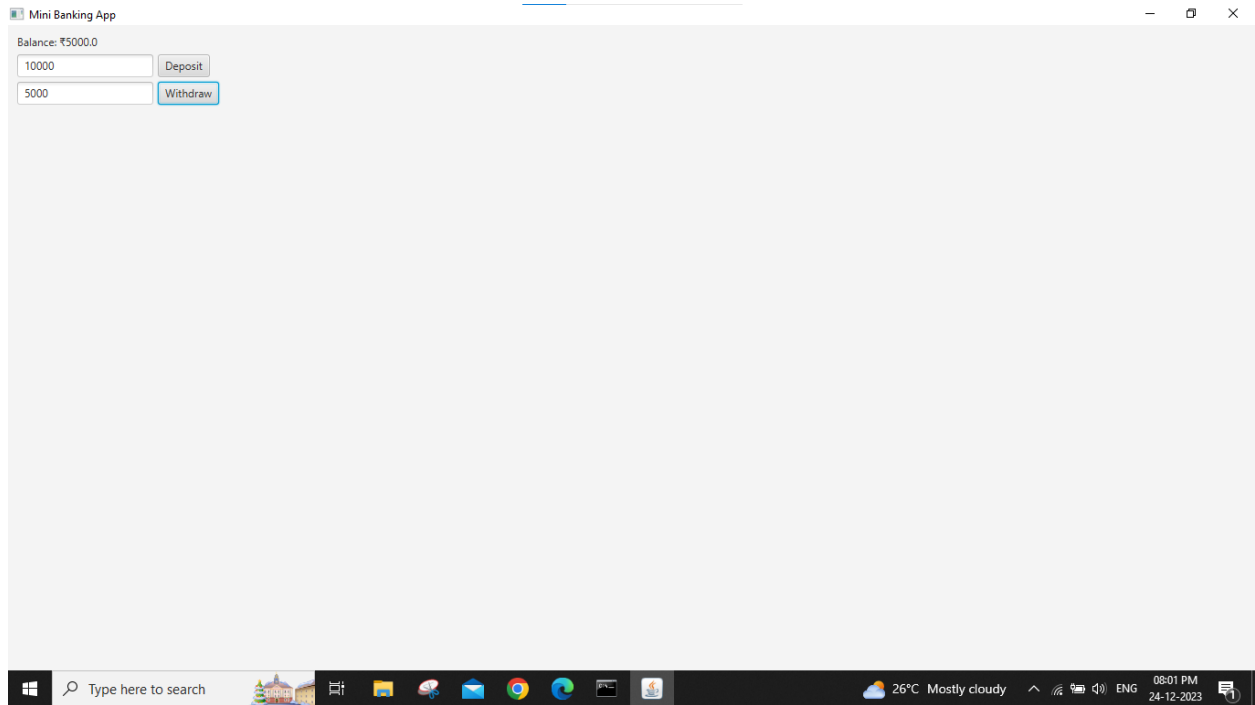 Mini Banking App
Balance: ₹5000.0
10000 Deposit
5000 Withdraw
Type here to search
26°C Mostly cloudy
ENG
08:01 PM
24-12-2023
1